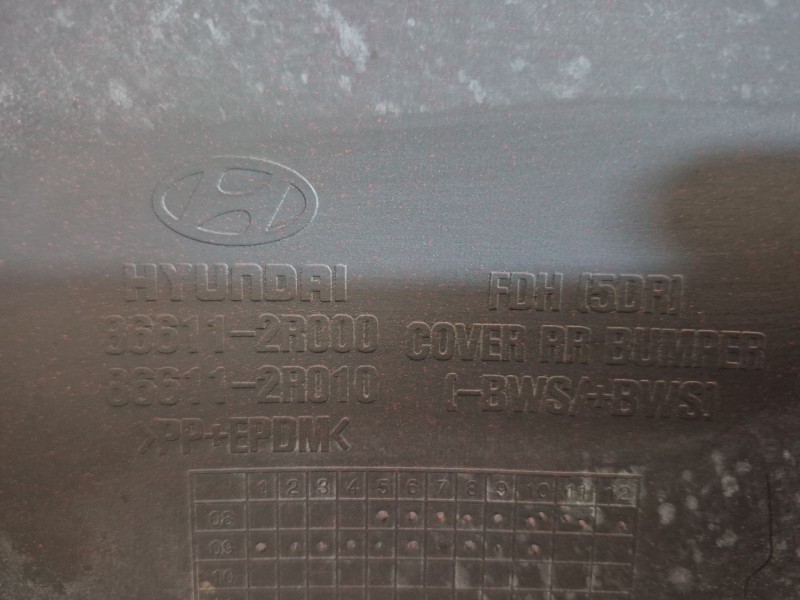 HYUNDAI
86611-2R000
86611-2R010
>PP+EPDM<
FDH (5DR)
COVER RR BUMPER
(-BWS/+BWS)
1 2 3 4 5 6 7 8 9 10 11 12
08
09
10